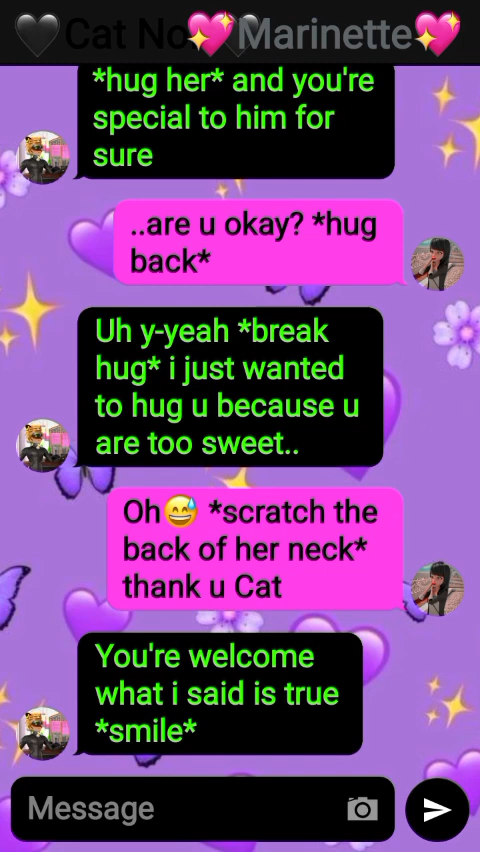 🖤Cat No💖🖤Marinette💖
*hug her* and you're
special to him for
sure
..are u okay? *hug
back*
Uh y-yeah *break
hug* i just wanted
to hug u because u
are too sweet..
Oh😅 *scratch the
back of her neck*
thank u Cat
You're welcome
what i said is true
*smile*
Message